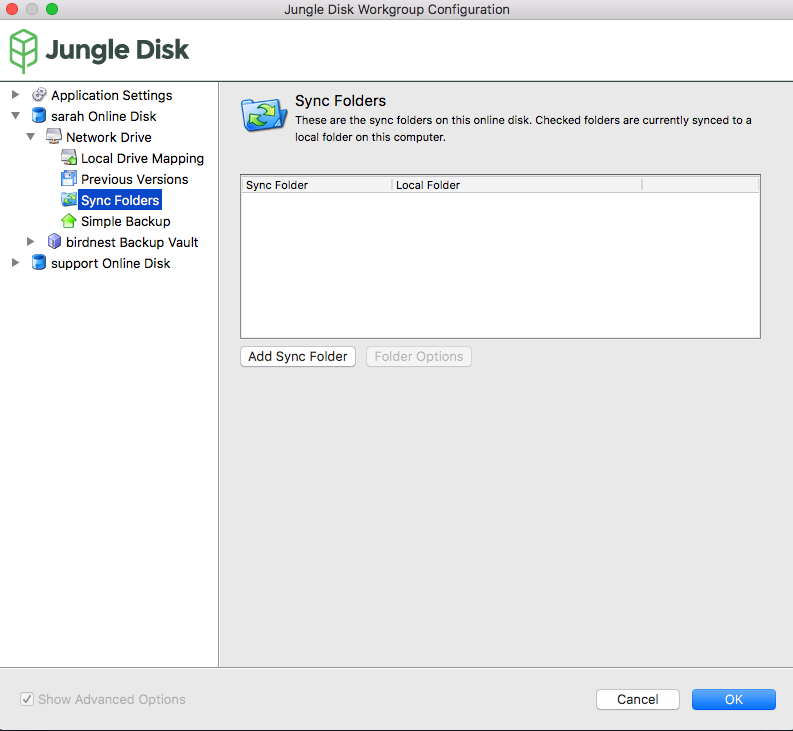 Jungle Disk Workgroup Configuration
Jungle Disk
Application Settings
sarah Online Disk
Network Drive
Local Drive Mapping
Previous Versions
Sync Folders
Simple Backup
birdnest Backup Vault
support Online Disk
Sync Folders
These are the sync folders on this online disk. Checked folders are currently synced to a
local folder on this computer.
Sync Folder Local Folder
Add Sync Folder Folder Options
Show Advanced Options Cancel OK